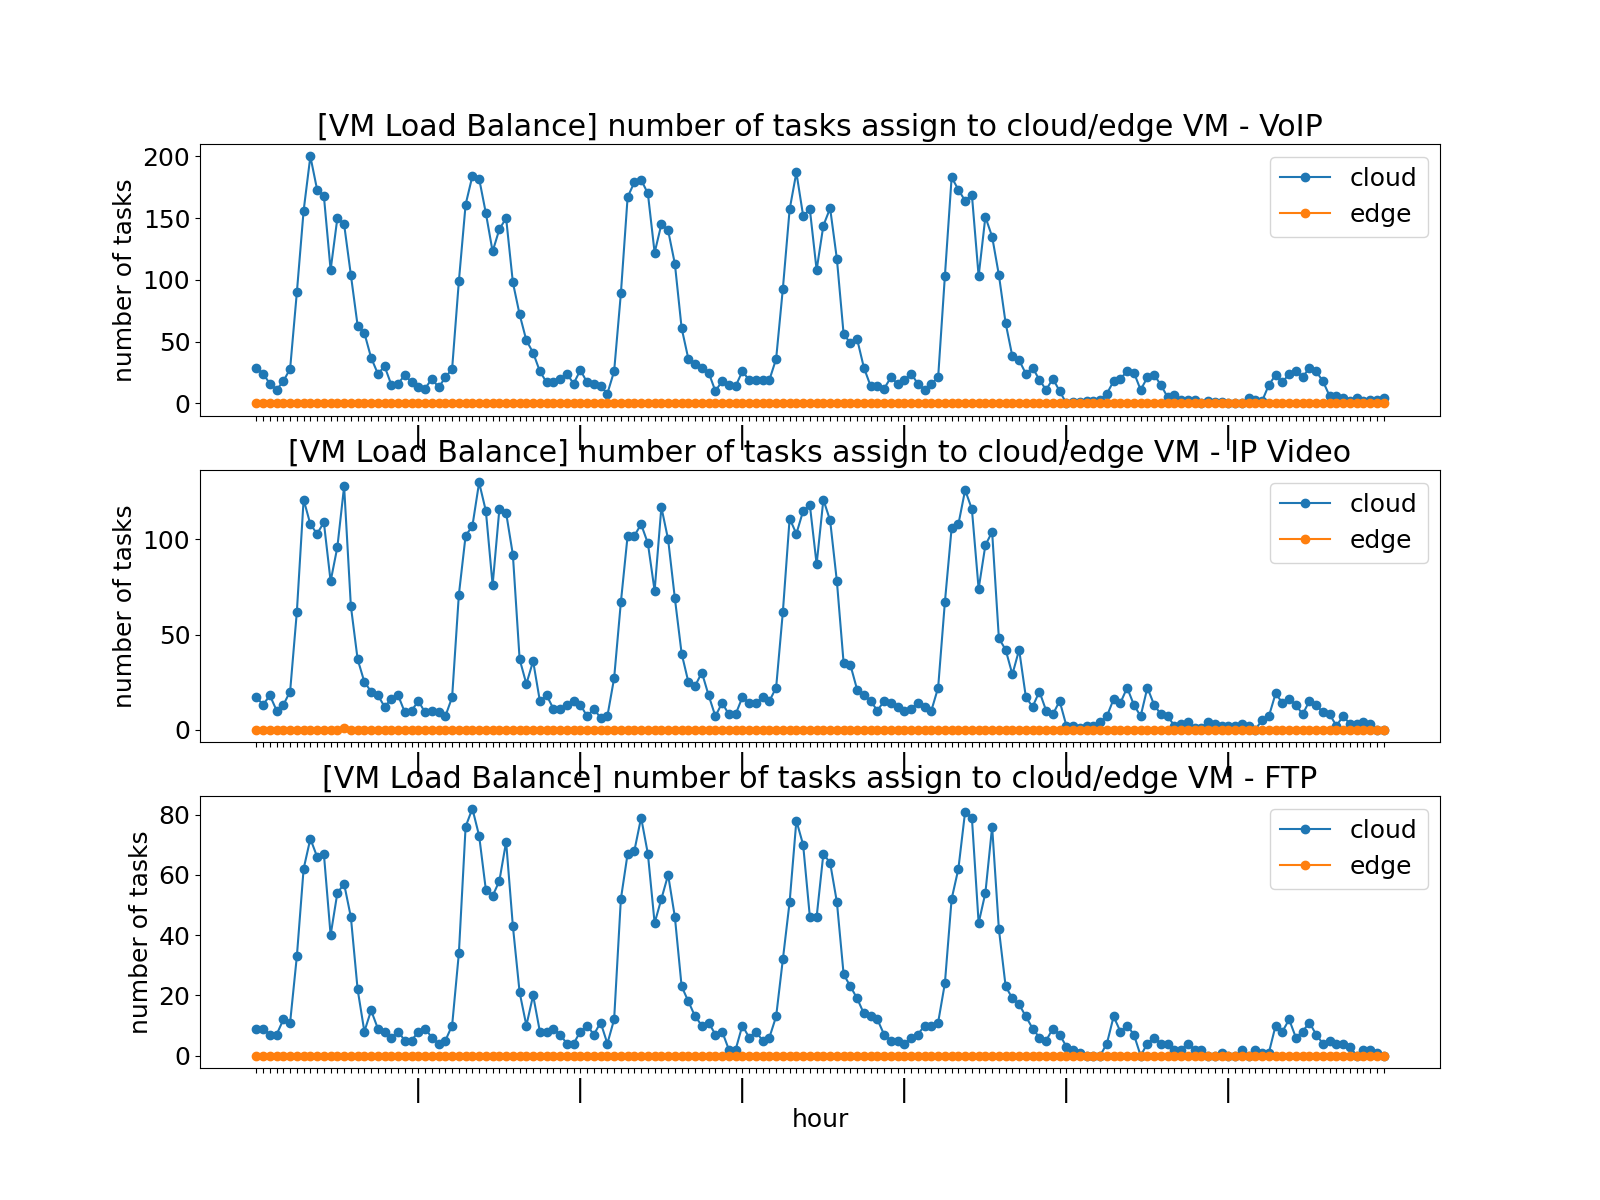 [VM Load Balance] number of tasks assign to cloud/edge VM - VoIP
number of tasks
200
150
100
50
0
cloud
edge
| | | | | |
[VM Load Balance] number of tasks assign to cloud/edge VM - IP Video
number of tasks
100
50
0
cloud
edge
| | | | | |
[VM Load Balance] number of tasks assign to cloud/edge VM - FTP
number of tasks
80
60
40
20
0
cloud
edge
| | | | | |
hour